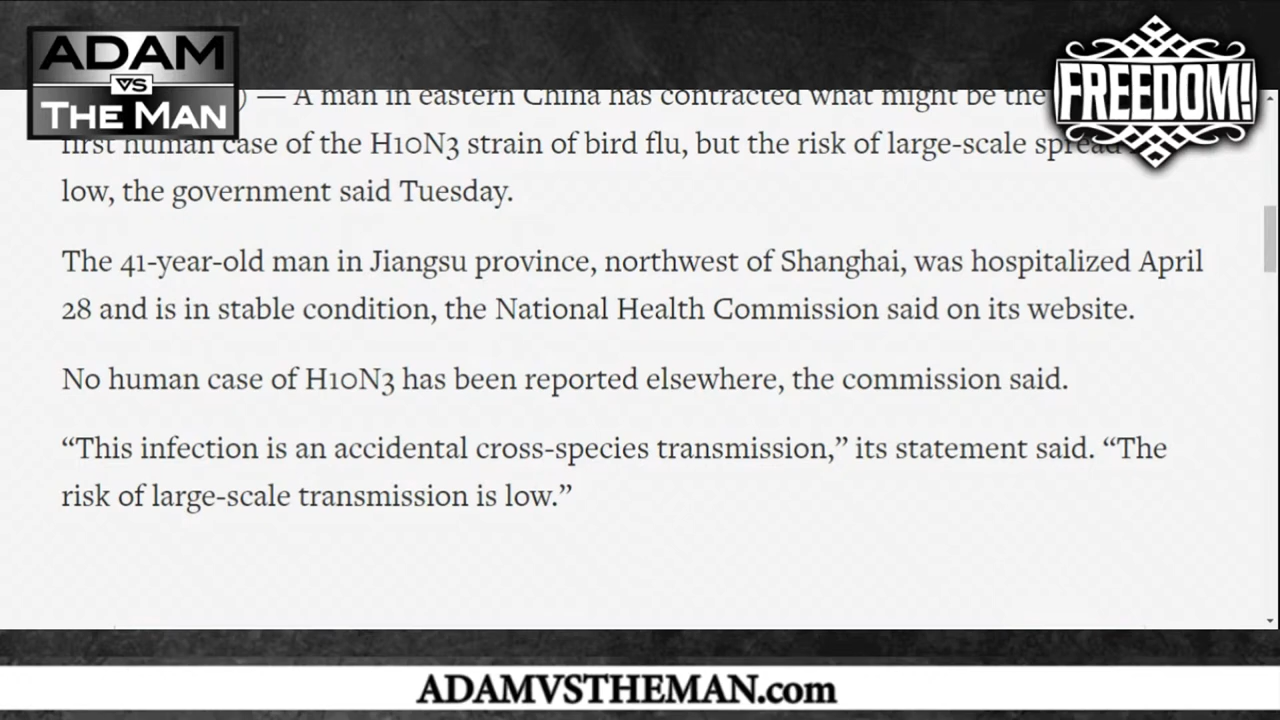 ADAM
VS
THE MAN
FREEDOM!
) — A man in eastern China has contracted what might be the
first human case of the H10N3 strain of bird flu, but the risk of large-scale spread
low, the government said Tuesday.
The 41-year-old man in Jiangsu province, northwest of Shanghai, was hospitalized April
28 and is in stable condition, the National Health Commission said on its website.
No human case of H10N3 has been reported elsewhere, the commission said.
“This infection is an accidental cross-species transmission,” its statement said. “The
risk of large-scale transmission is low.”
ADAMVSTHEMAN.com